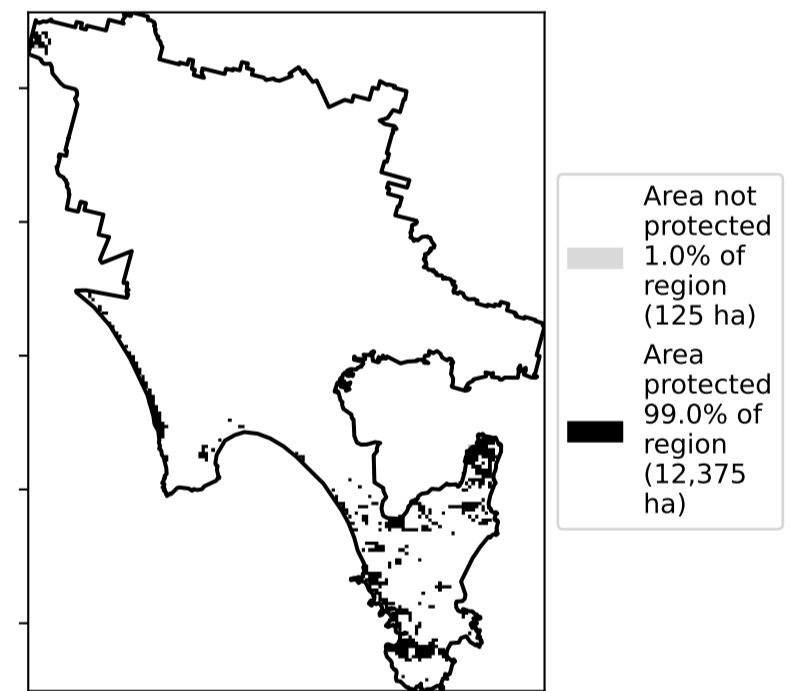 Area not
protected
1.0% of
region
(125 ha)
Area
protected
99.0% of
region
(12,375
ha)